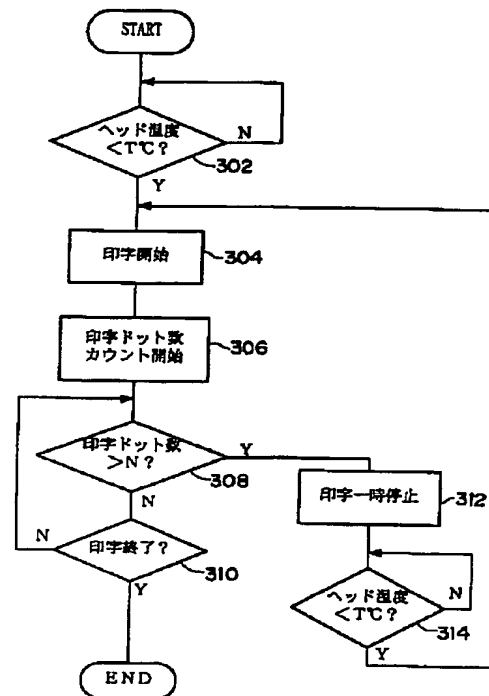 START
ヘッド温度
<T℃?
N
302
Y
印字開始
304
印字ドット数
カウント開始
306
印字ドット数
>N?
Y
308
N
印字一時停止
312
印字終了?
N
310
Y
ヘッド温度
<T℃?
N
314
Y
END